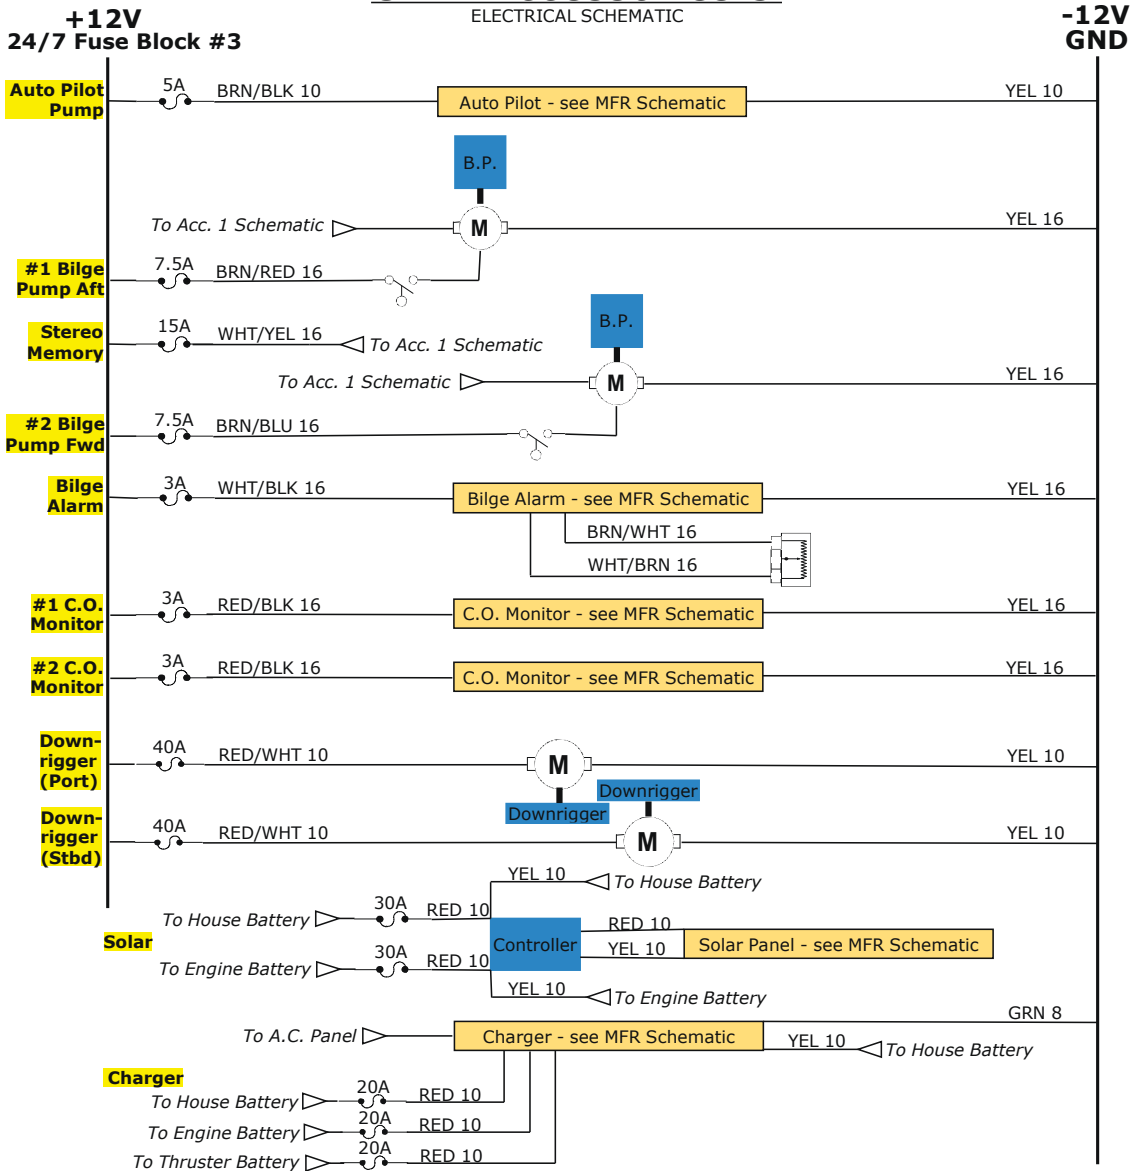 ELECTRICAL SCHEMATIC
+12V
24/7 Fuse Block #3
-12V
GND
Auto Pilot
Pump
5A
BRN/BLK 10
Auto Pilot - see MFR Schematic
YEL 10
B.P.
To Acc. 1 Schematic
M
YEL 16
#1 Bilge
Pump Aft
7.5A
BRN/RED 16
B.P.
Stereo
Memory
15A
WHT/YEL 16
To Acc. 1 Schematic
To Acc. 1 Schematic
M
YEL 16
#2 Bilge
Pump Fwd
7.5A
BRN/BLU 16
Bilge
Alarm
3A
WHT/BLK 16
Bilge Alarm - see MFR Schematic
YEL 16
BRN/WHT 16
WHT/BRN 16
#1 C.O.
Monitor
3A
RED/BLK 16
C.O. Monitor - see MFR Schematic
YEL 16
#2 C.O.
Monitor
3A
RED/BLK 16
C.O. Monitor - see MFR Schematic
YEL 16
Down-
rigger
(Port)
40A
RED/WHT 10
M
YEL 10
Downrigger
Downrigger
Down-
rigger
(Stbd)
40A
RED/WHT 10
M
YEL 10
YEL 10
To House Battery
To House Battery
30A
RED 10
Solar
Controller
RED 10
YEL 10
Solar Panel - see MFR Schematic
To Engine Battery
30A
RED 10
YEL 10
To Engine Battery
GRN 8
To A.C. Panel
Charger - see MFR Schematic
YEL 10
To House Battery
Charger
To House Battery
20A
RED 10
To Engine Battery
20A
RED 10
To Thruster Battery
20A
RED 10